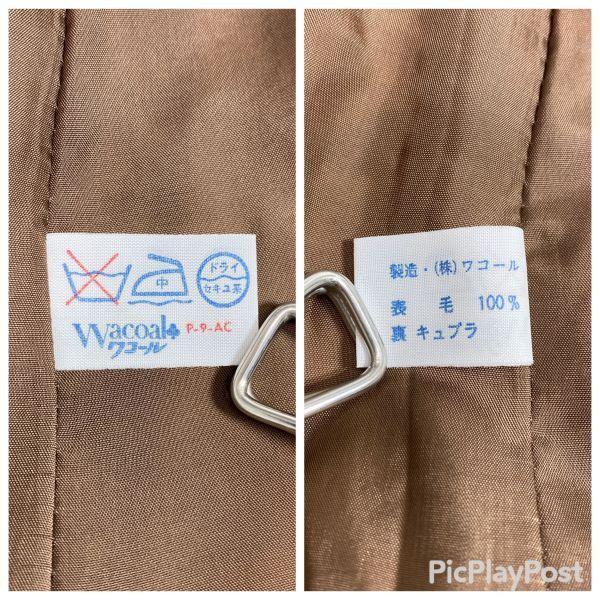 中
ドライ
セキユ系
Wacoal P-9-AC
ワコール
製造・(株)ワコール
表 毛 100%
裏 キュプラ
PicPlayPost